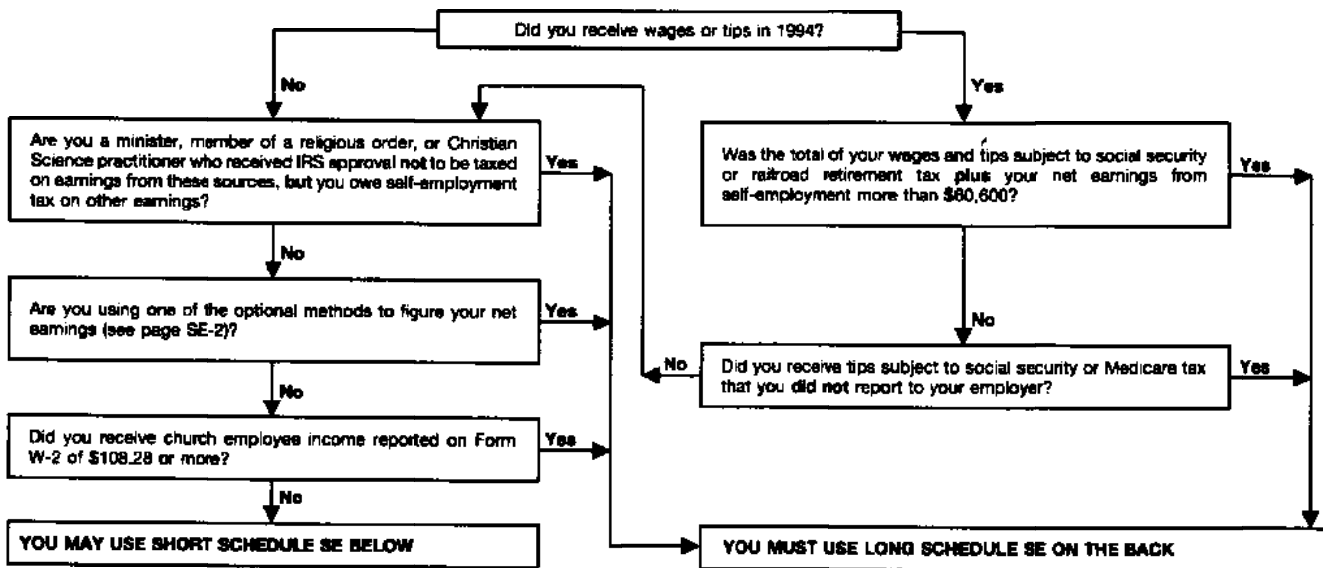 Did you receive wages or tips in 1994?
No
Yes
Are you a minister, member of a religious order, or Christian
Science practitioner who received IRS approval not to be taxed
on earnings from these sources, but you owe self-employment
tax on other earnings?
Yes
Was the total of your wages and tips subject to social security
or railroad retirement tax plus your net earnings from
self-employment more than $60,600?
Yes
No
No
Are you using one of the optional methods to figure your net
earnings (see page SE-2)?
Yes
No
Did you receive tips subject to social security or Medicare tax
that you did not report to your employer?
Yes
No
Did you receive church employee income reported on Form
W-2 of $108.28 or more?
Yes
No
YOU MAY USE SHORT SCHEDULE SE BELOW
YOU MUST USE LONG SCHEDULE SE ON THE BACK